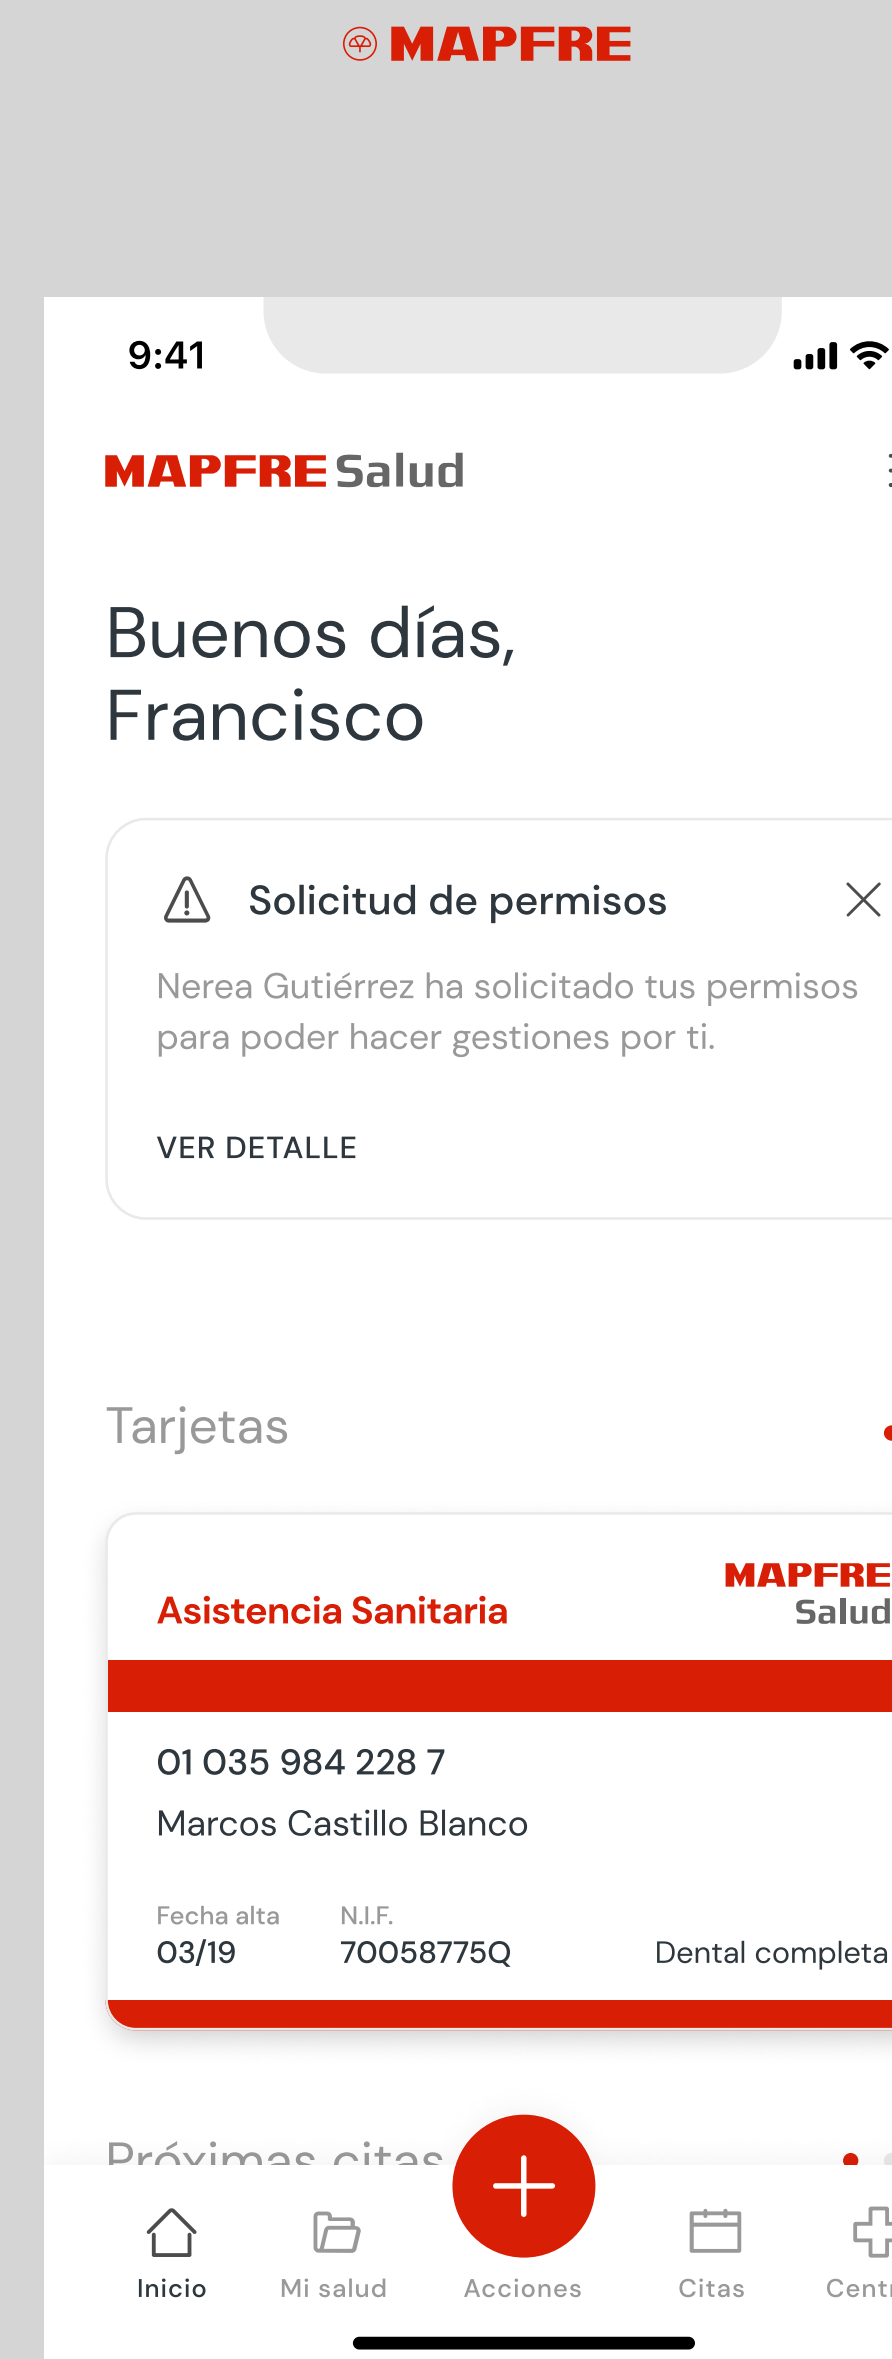 MAPFRE
9:41
MAPFRE Salud
Buenos días,
Francisco
Solicitud de permisos
Nerea Gutiérrez ha solicitado tus permisos
para poder hacer gestiones por ti.
VER DETALLE
Tarjetas
Asistencia Sanitaria
MAPFRE
Salud
01 035 984 228 7
Marcos Castillo Blanco
Fecha alta
N.I.F.
03/19
70058775Q
Dental completa
Próximas citas
Inicio
Mi salud
Acciones
Citas